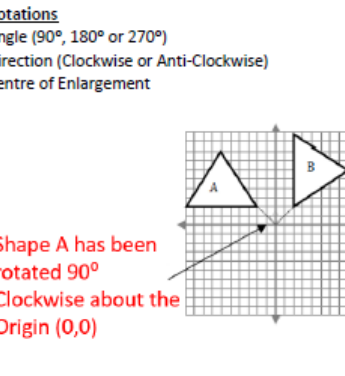 otations
ngle (90º, 180º or 270º)
irection (Clockwise or Anti-Clockwise)
entre of Enlargement
A
B
Shape A has been
rotated 90º
Clockwise about the
Origin (0,0)